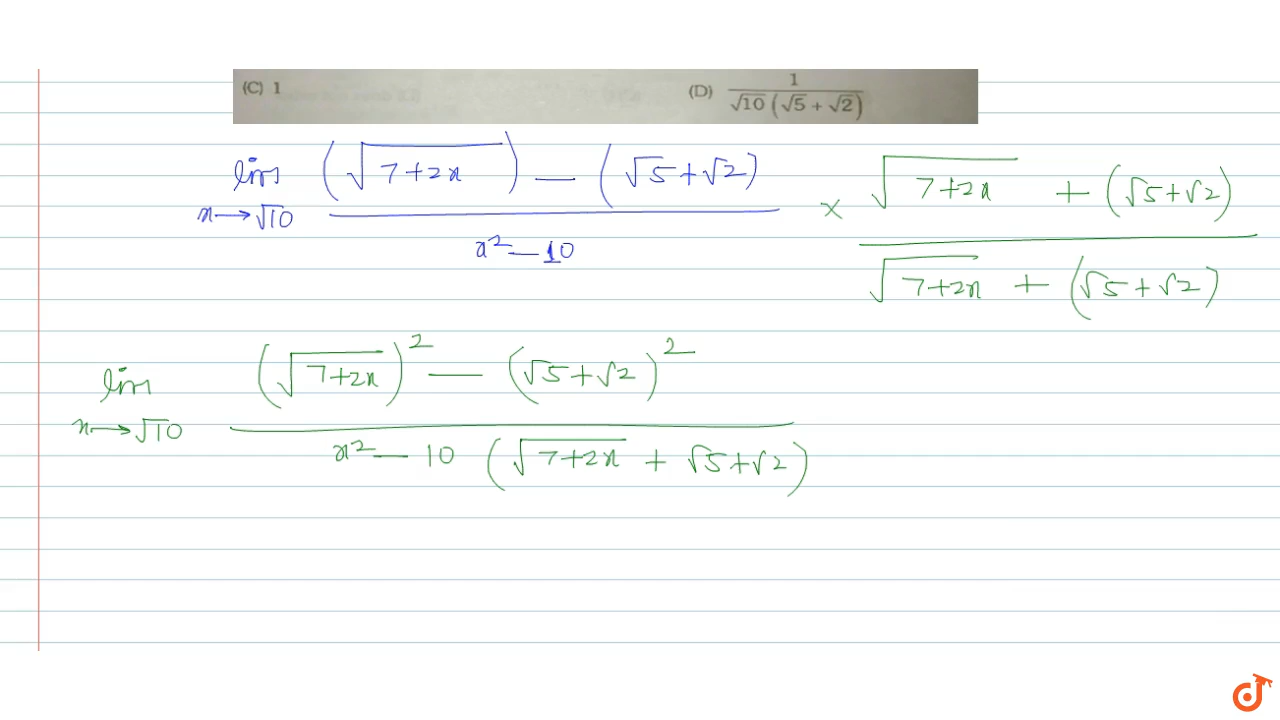 (C) 1 (D) 1/(√10 (√5 + √2))
lim x→√10 ((√(7+2x)) − (√5+√2))/(x² − 10) × (√(7+2x) + (√5+√2))/(√(7+2x) + (√5+√2))
lim x→√10 ((√(7+2x))² − (√5+√2)²)/(x² − 10 (√(7+2x) + √5+√2))